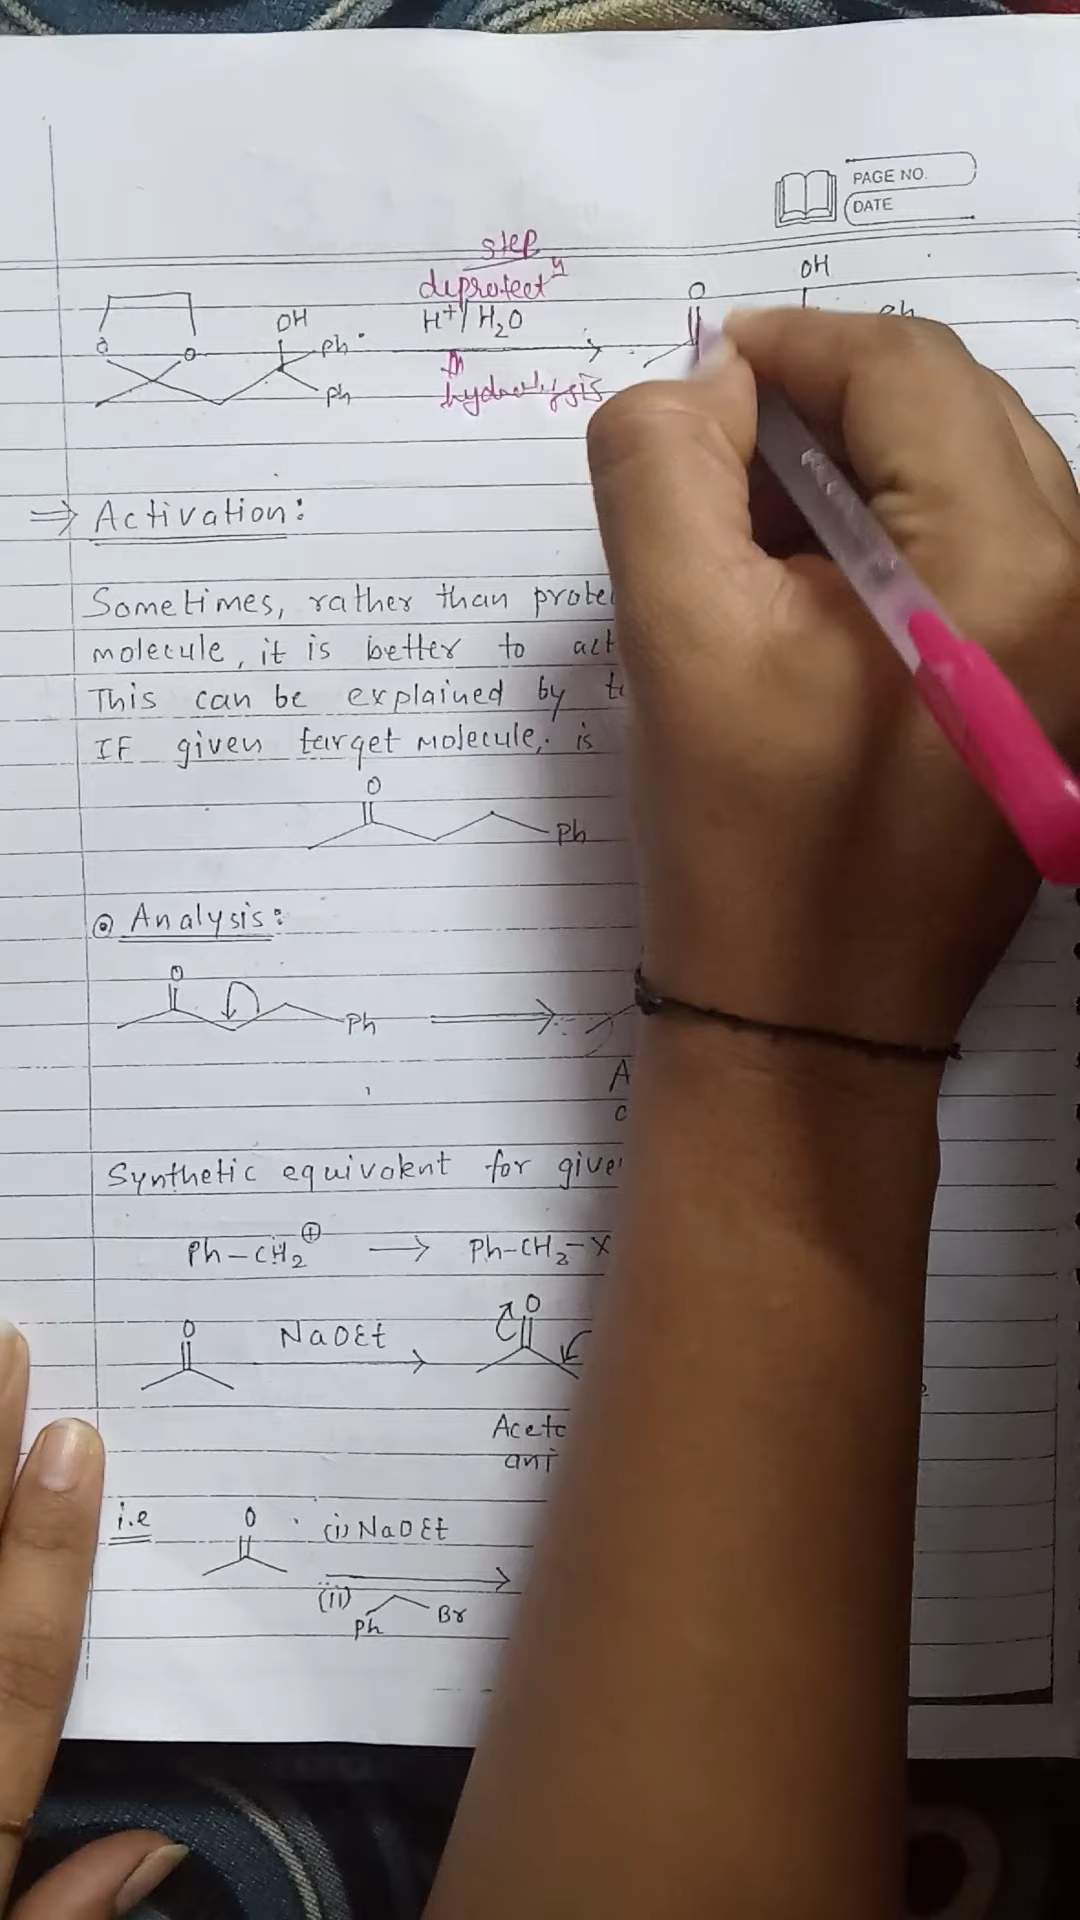 PAGE NO.
DATE
step
deprotectⁿ
H⁺/H₂O
hydrolysis
O O OH Ph Ph
O OH Ph
⇒ Activation:
Sometimes, rather than
molecule, it is better to
This can be explained by
IF given target molecule, is
O Ph
Analysis:
O Ph
A
Synthetic equivalent for
Ph-CH₂⊕ → Ph-CH₂-X
O NaOEt O
i.e O (i) NaOEt
(ii) Ph Br